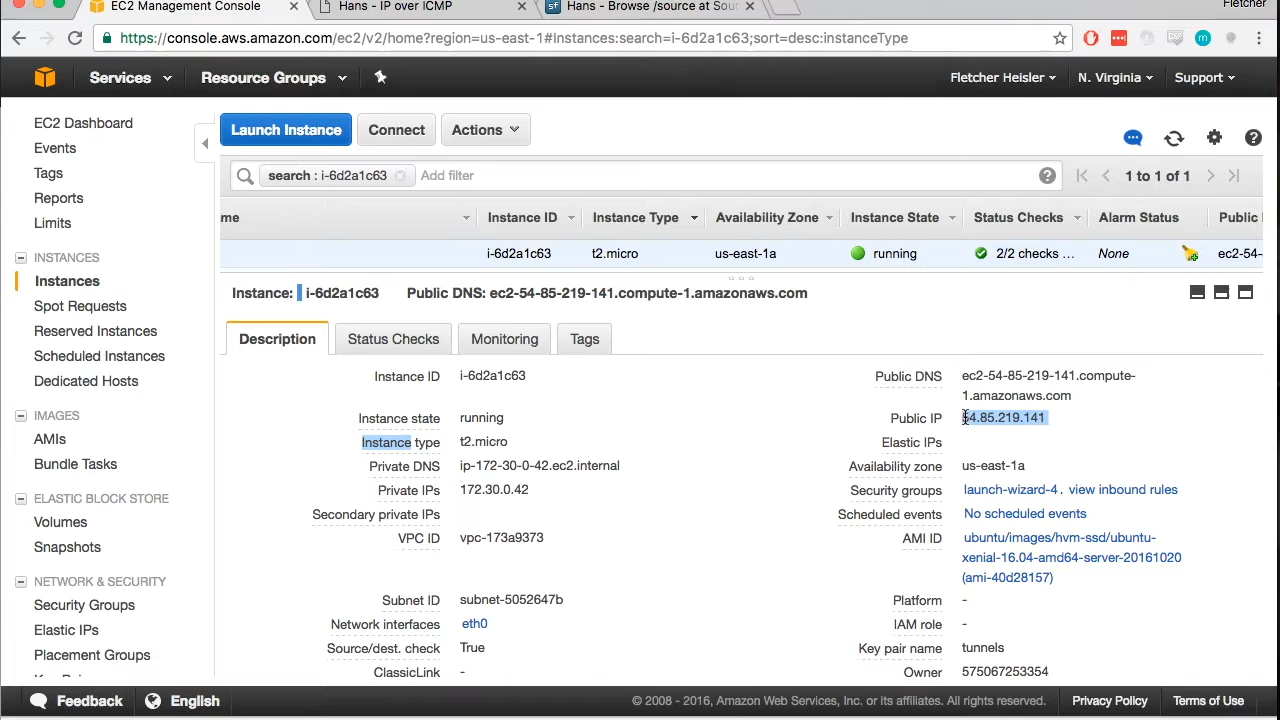 EC2 Management Console
Hans - IP over ICMP
Hans - Browse /source at Sour
Fletcher
https://console.aws.amazon.com/ec2/v2/home?region=us-east-1#Instances:search=i-6d2a1c63;sort=desc:instanceType
Services Resource Groups Fletcher Heisler N. Virginia Support
EC2 Dashboard
Events
Tags
Reports
Limits
INSTANCES
Instances
Spot Requests
Reserved Instances
Scheduled Instances
Dedicated Hosts
IMAGES
AMIs
Bundle Tasks
ELASTIC BLOCK STORE
Volumes
Snapshots
NETWORK & SECURITY
Security Groups
Elastic IPs
Placement Groups
Launch Instance Connect Actions
search : i-6d2a1c63 Add filter 1 to 1 of 1
me Instance ID Instance Type Availability Zone Instance State Status Checks Alarm Status Public I
i-6d2a1c63 t2.micro us-east-1a running 2/2 checks ... None ec2-54-
Instance: i-6d2a1c63 Public DNS: ec2-54-85-219-141.compute-1.amazonaws.com
Description Status Checks Monitoring Tags
Instance ID i-6d2a1c63
Instance state running
Instance type t2.micro
Private DNS ip-172-30-0-42.ec2.internal
Private IPs 172.30.0.42
Secondary private IPs
VPC ID vpc-173a9373
Subnet ID subnet-5052647b
Network interfaces eth0
Source/dest. check True
ClassicLink -
Public DNS ec2-54-85-219-141.compute-
1.amazonaws.com
Public IP 54.85.219.141
Elastic IPs
Availability zone us-east-1a
Security groups launch-wizard-4. view inbound rules
Scheduled events No scheduled events
AMI ID ubuntu/images/hvm-ssd/ubuntu-
xenial-16.04-amd64-server-20161020
(ami-40d28157)
Platform -
IAM role -
Key pair name tunnels
Owner 575067253354
Feedback English © 2008 - 2016, Amazon Web Services, Inc. or its affiliates. All rights reserved. Privacy Policy Terms of Use